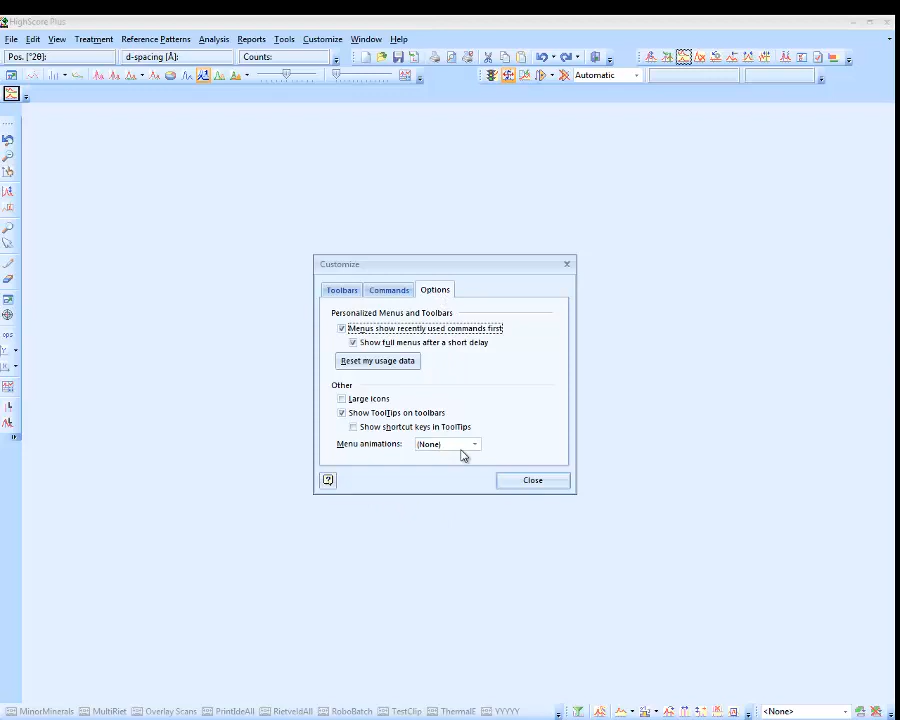 HighScore Plus
File Edit View Treatment Reference Patterns Analysis Reports Tools Customize Window Help
Pos. [°2θ]: d-spacing [Å]: Counts:
Automatic
Customize
Toolbars Commands Options
Personalized Menus and Toolbars
Menus show recently used commands first
Show full menus after a short delay
Reset my usage data
Other
Large icons
Show ToolTips on toolbars
Show shortcut keys in ToolTips
Menu animations: (None)
Close
ops
MinorMinerals MultiRiet Overlay Scans PrintIdeAll RietveldAll RoboBatch TestClip ThermalE YYYYY <None>